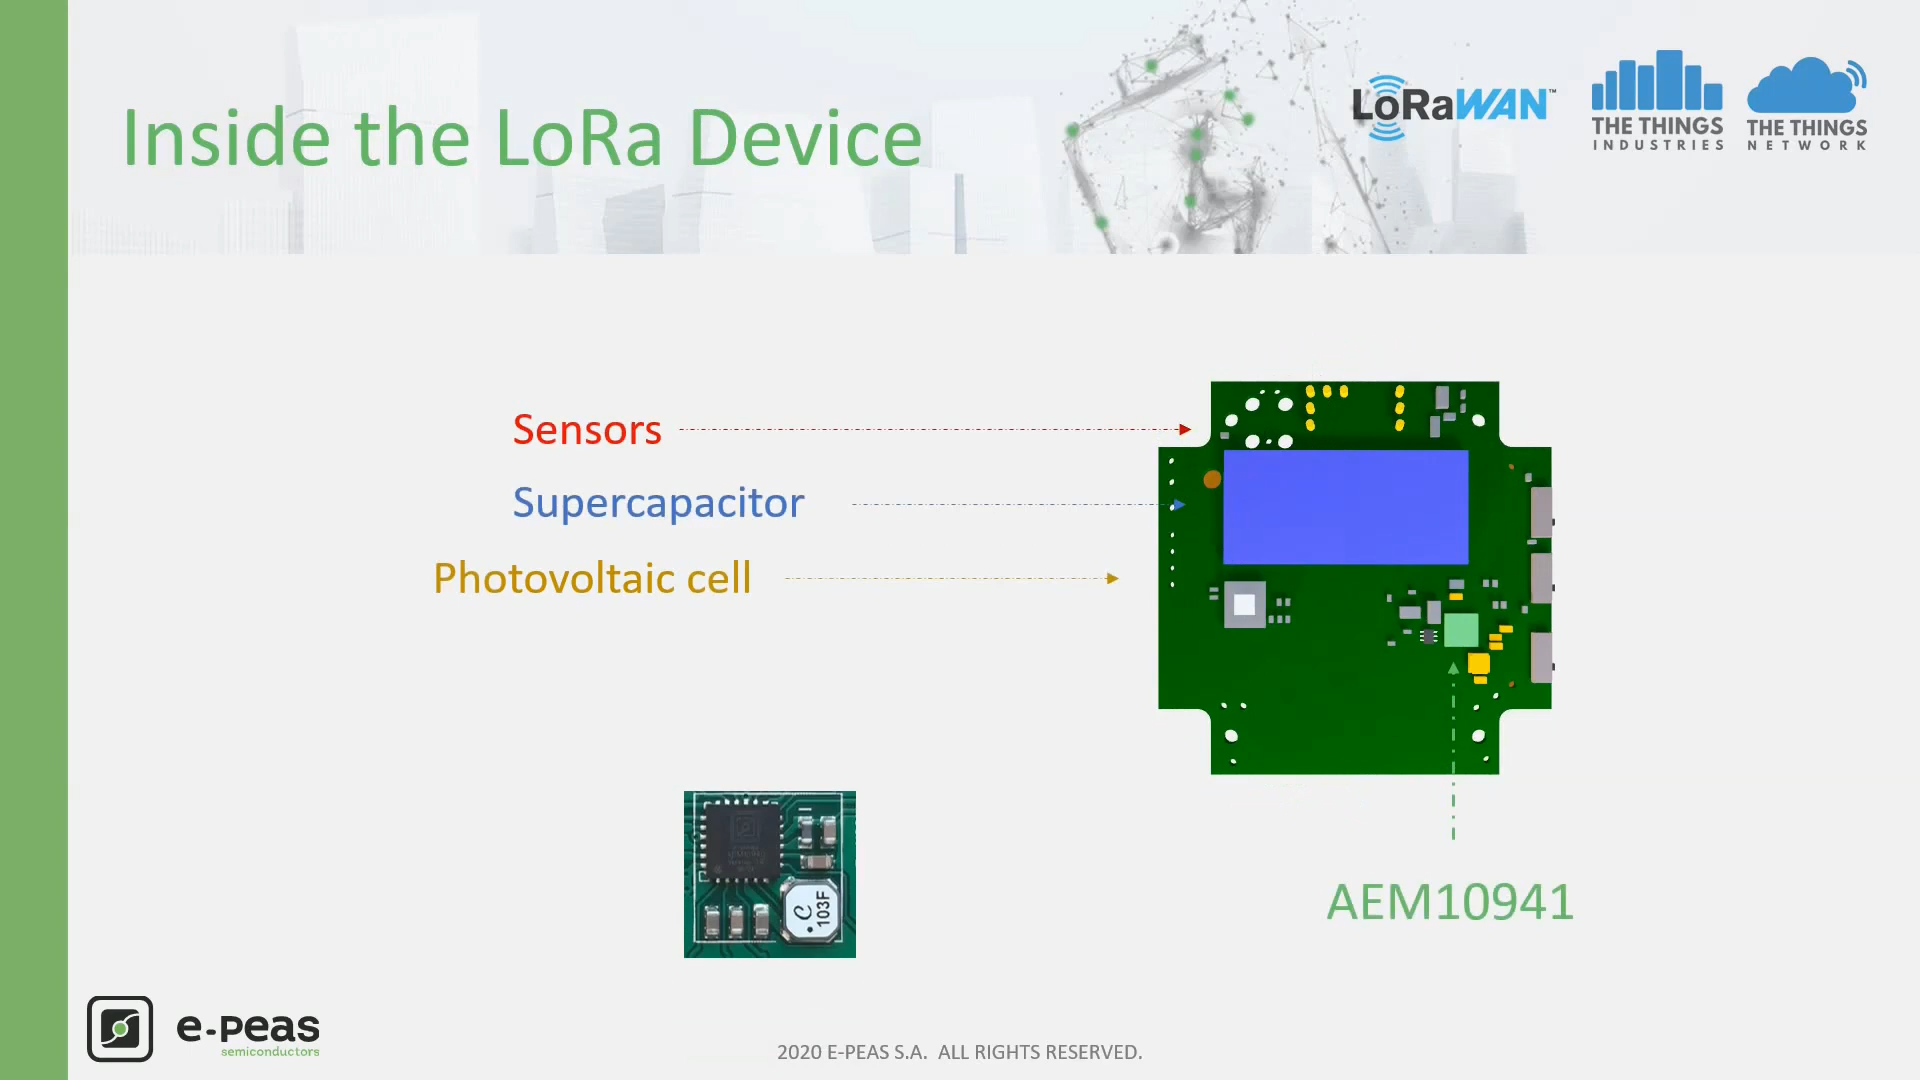 Inside the LoRa Device
LoRaWAN™
THE THINGS
INDUSTRIES
THE THINGS
NETWORK
Sensors
Supercapacitor
Photovoltaic cell
C
103F
AEM10941
e-peas
semiconductors
2020 E-PEAS S.A. ALL RIGHTS RESERVED.